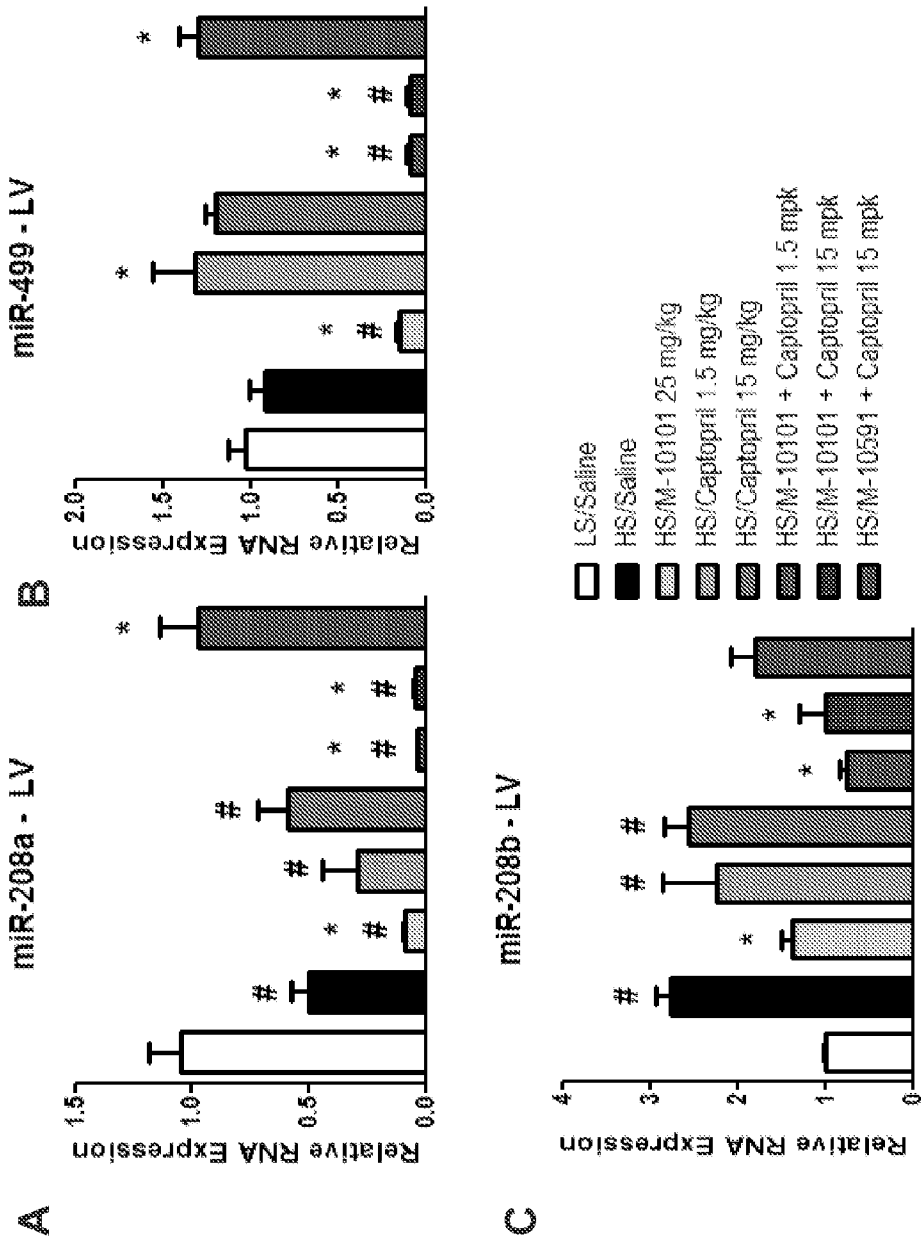 A
miR-208a - LV
Relative RNA Expression
1.5
1.0
0.5
0.0
#
* #
#
#
* #
* #
*
B
miR-499 - LV
Relative RNA Expression
2.0
1.5
1.0
0.5
0.0
* #
*
* #
* #
*
C
miR-208b - LV
Relative RNA Expression
4
3
2
1
0
#
*
#
#
*
*
LS/Saline
HS/Saline
HS/M-10101 25 mg/kg
HS/Captopril 1.5 mg/kg
HS/Captopril 15 mg/kg
HS/M-10101 + Captopril 1.5 mpk
HS/M-10101 + Captopril 15 mpk
HS/M-10591 + Captopril 15 mpk